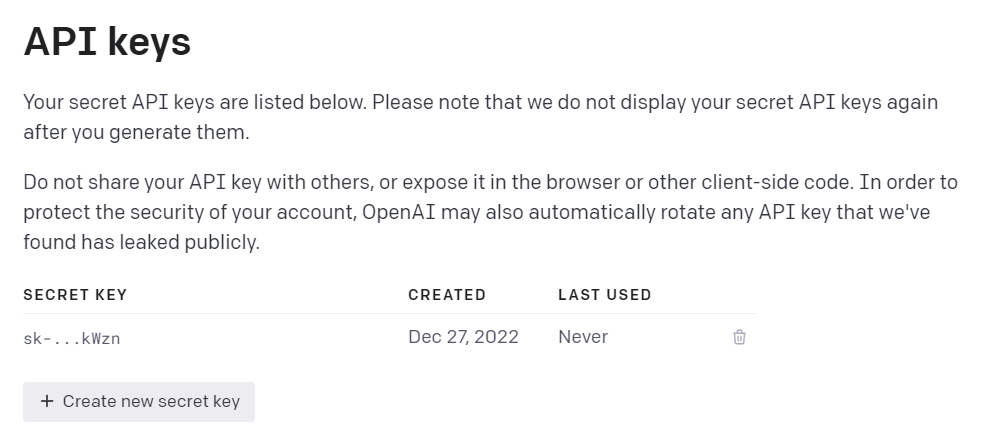 API keys
Your secret API keys are listed below. Please note that we do not display your secret API keys again
after you generate them.
Do not share your API key with others, or expose it in the browser or other client-side code. In order to
protect the security of your account, OpenAI may also automatically rotate any API key that we've
found has leaked publicly.
SECRET KEY CREATED LAST USED
sk-...kWzn Dec 27, 2022 Never
+ Create new secret key